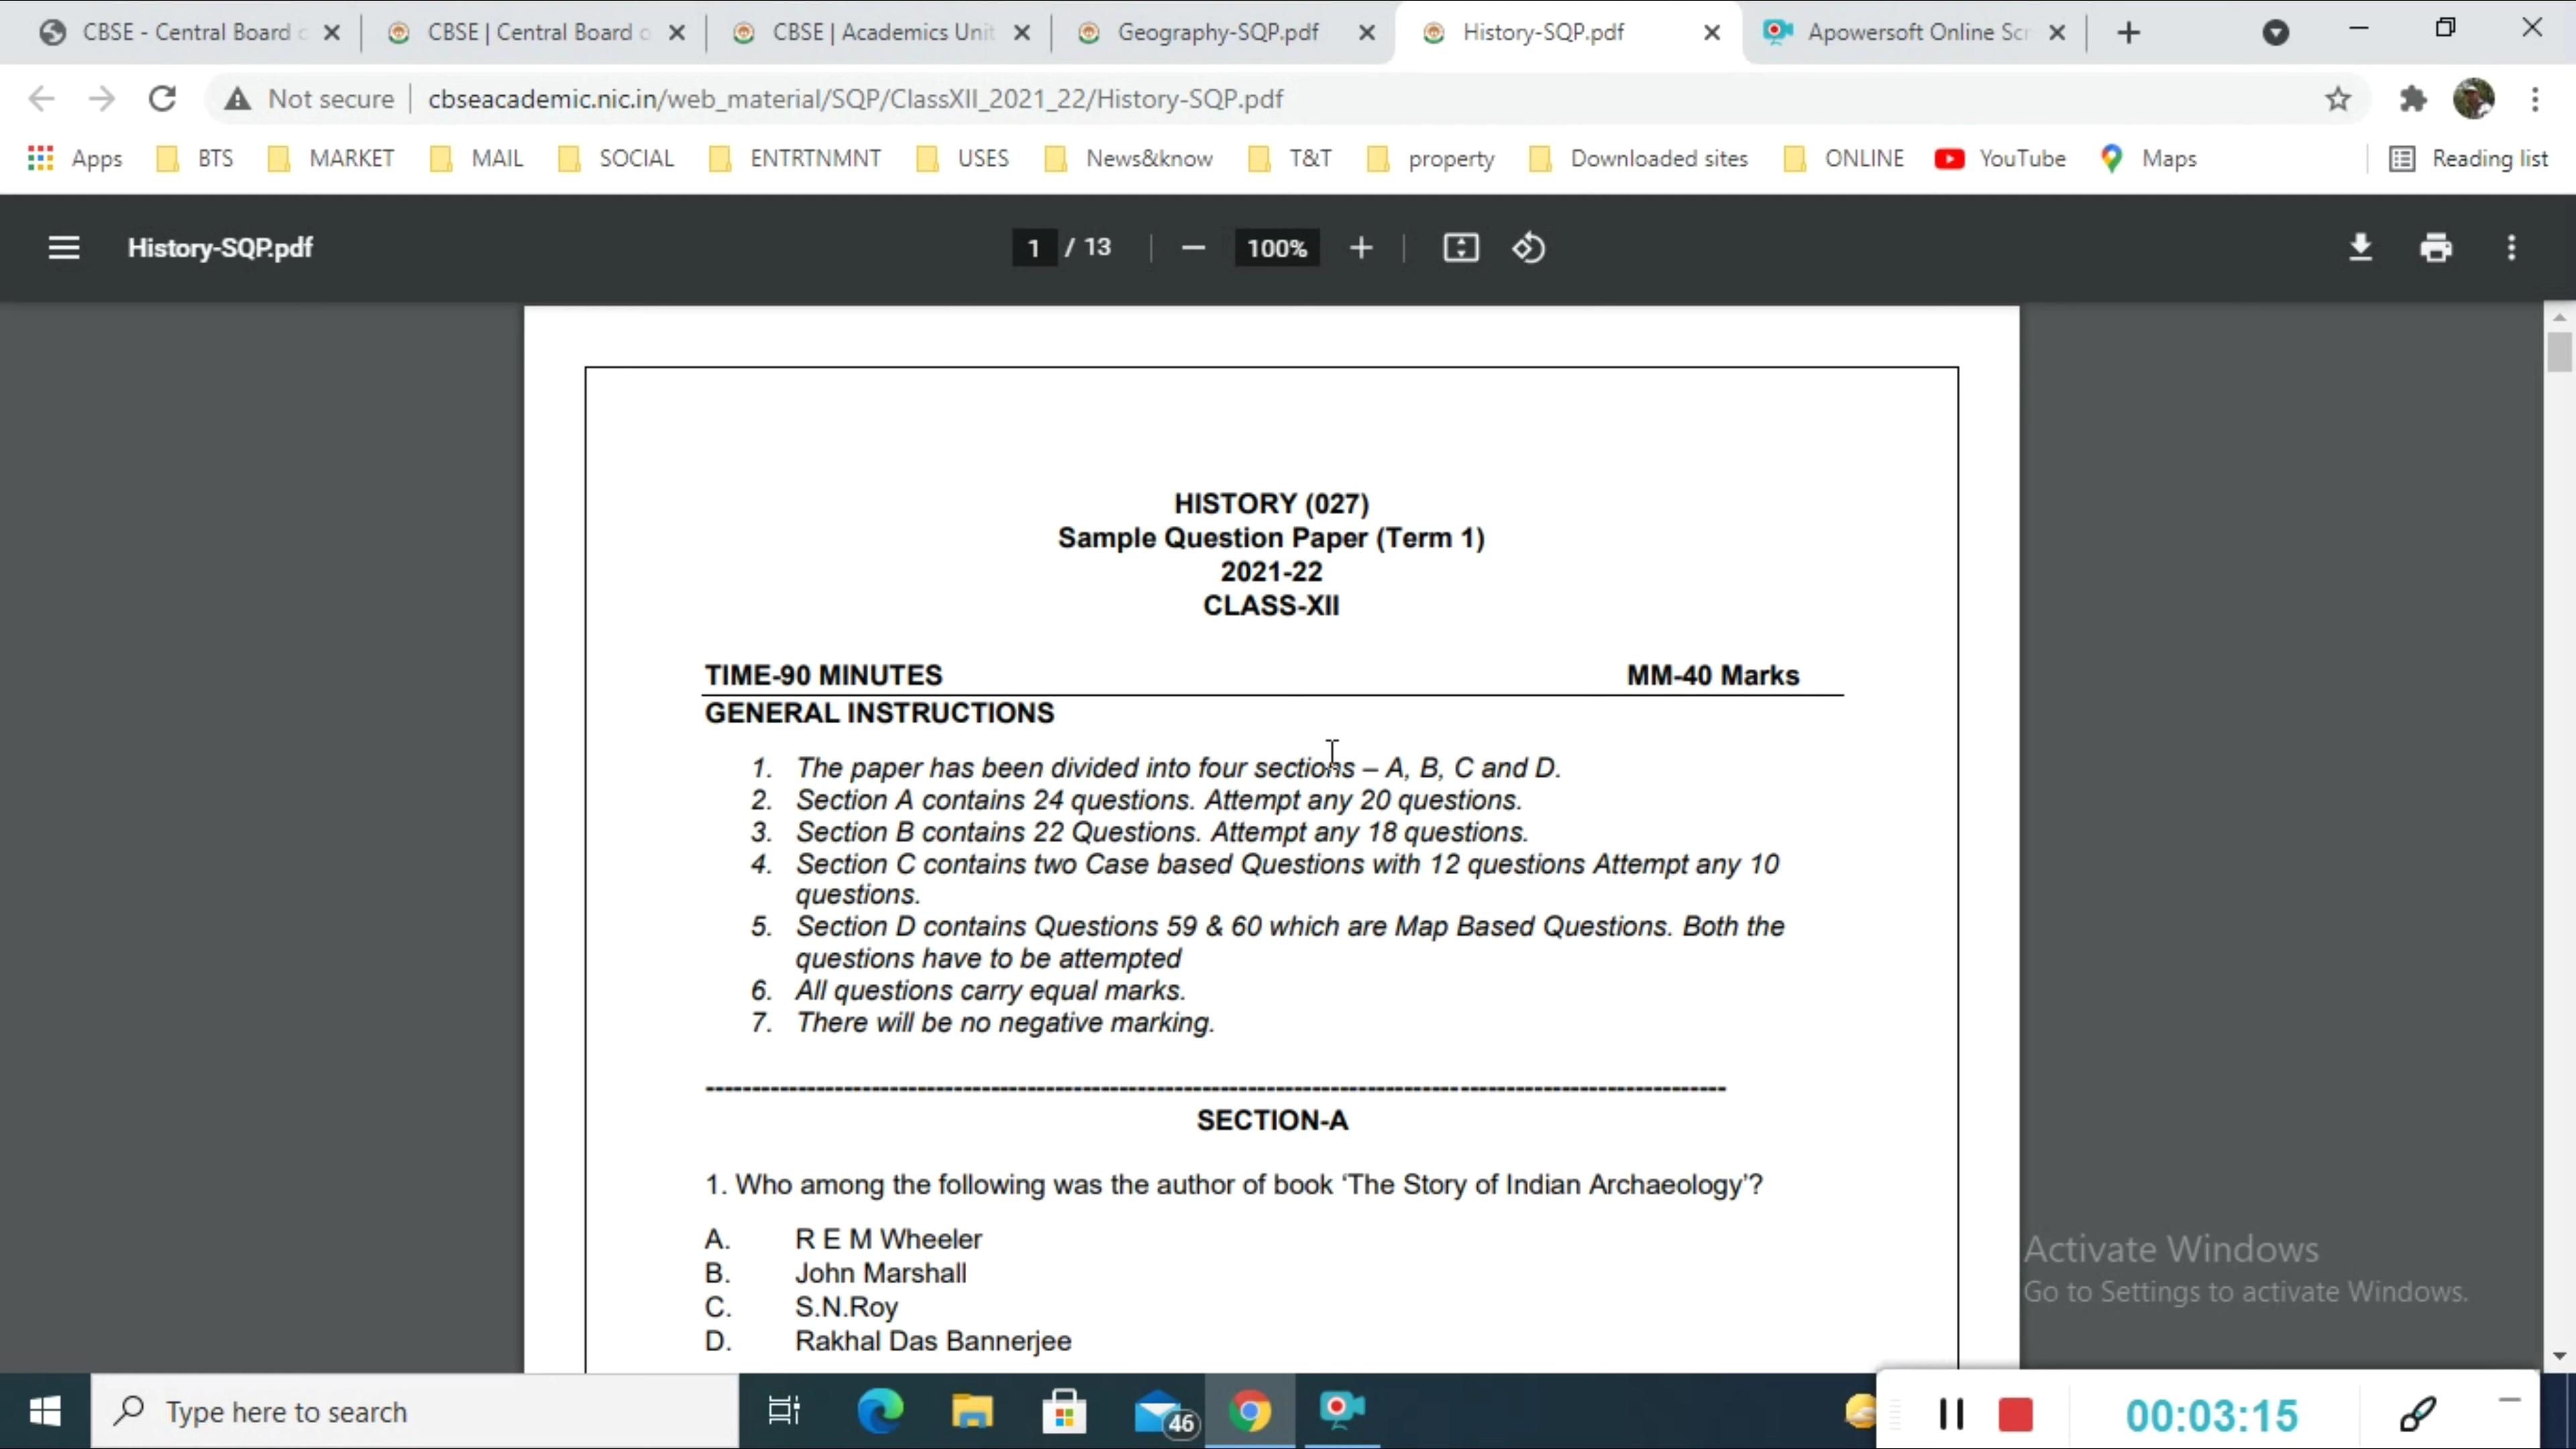 CBSE - Central Board
CBSE | Central Board
CBSE | Academics Unit
Geography-SQP.pdf
History-SQP.pdf
Apowersoft Online Scr
Not secure
cbseacademic.nic.in/web_material/SQP/ClassXII_2021_22/History-SQP.pdf
Apps BTS MARKET MAIL SOCIAL ENTRTNMNT USES News&know T&T property Downloaded sites ONLINE YouTube Maps Reading list
History-SQP.pdf
1 / 13
100%
HISTORY (027)
Sample Question Paper (Term 1)
2021-22
CLASS-XII
TIME-90 MINUTES MM-40 Marks
GENERAL INSTRUCTIONS
1. The paper has been divided into four sections – A, B, C and D.
2. Section A contains 24 questions. Attempt any 20 questions.
3. Section B contains 22 Questions. Attempt any 18 questions.
4. Section C contains two Case based Questions with 12 questions Attempt any 10
questions.
5. Section D contains Questions 59 & 60 which are Map Based Questions. Both the
questions have to be attempted
6. All questions carry equal marks.
7. There will be no negative marking.
SECTION-A
1. Who among the following was the author of book ‘The Story of Indian Archaeology’?
A. R E M Wheeler
B. John Marshall
C. S.N.Roy
D. Rakhal Das Bannerjee
Activate Windows
Go to Settings to activate Windows.
Type here to search
46
00:03:15